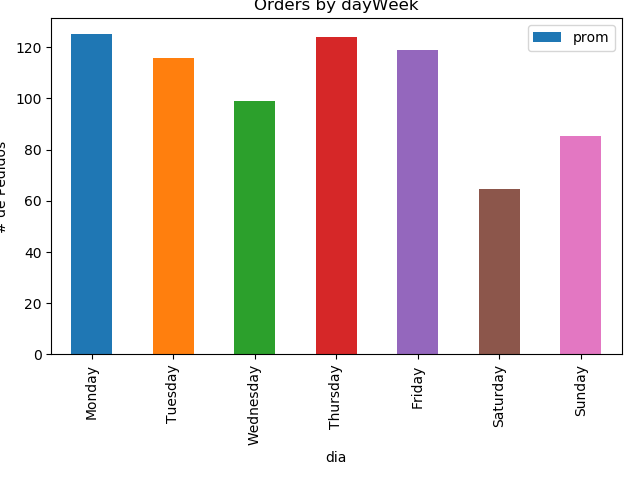 Orders by dayWeek
prom
# de Pedidos
120
100
80
60
40
20
0
Monday
Tuesday
Wednesday
Thursday
Friday
Saturday
Sunday
dia